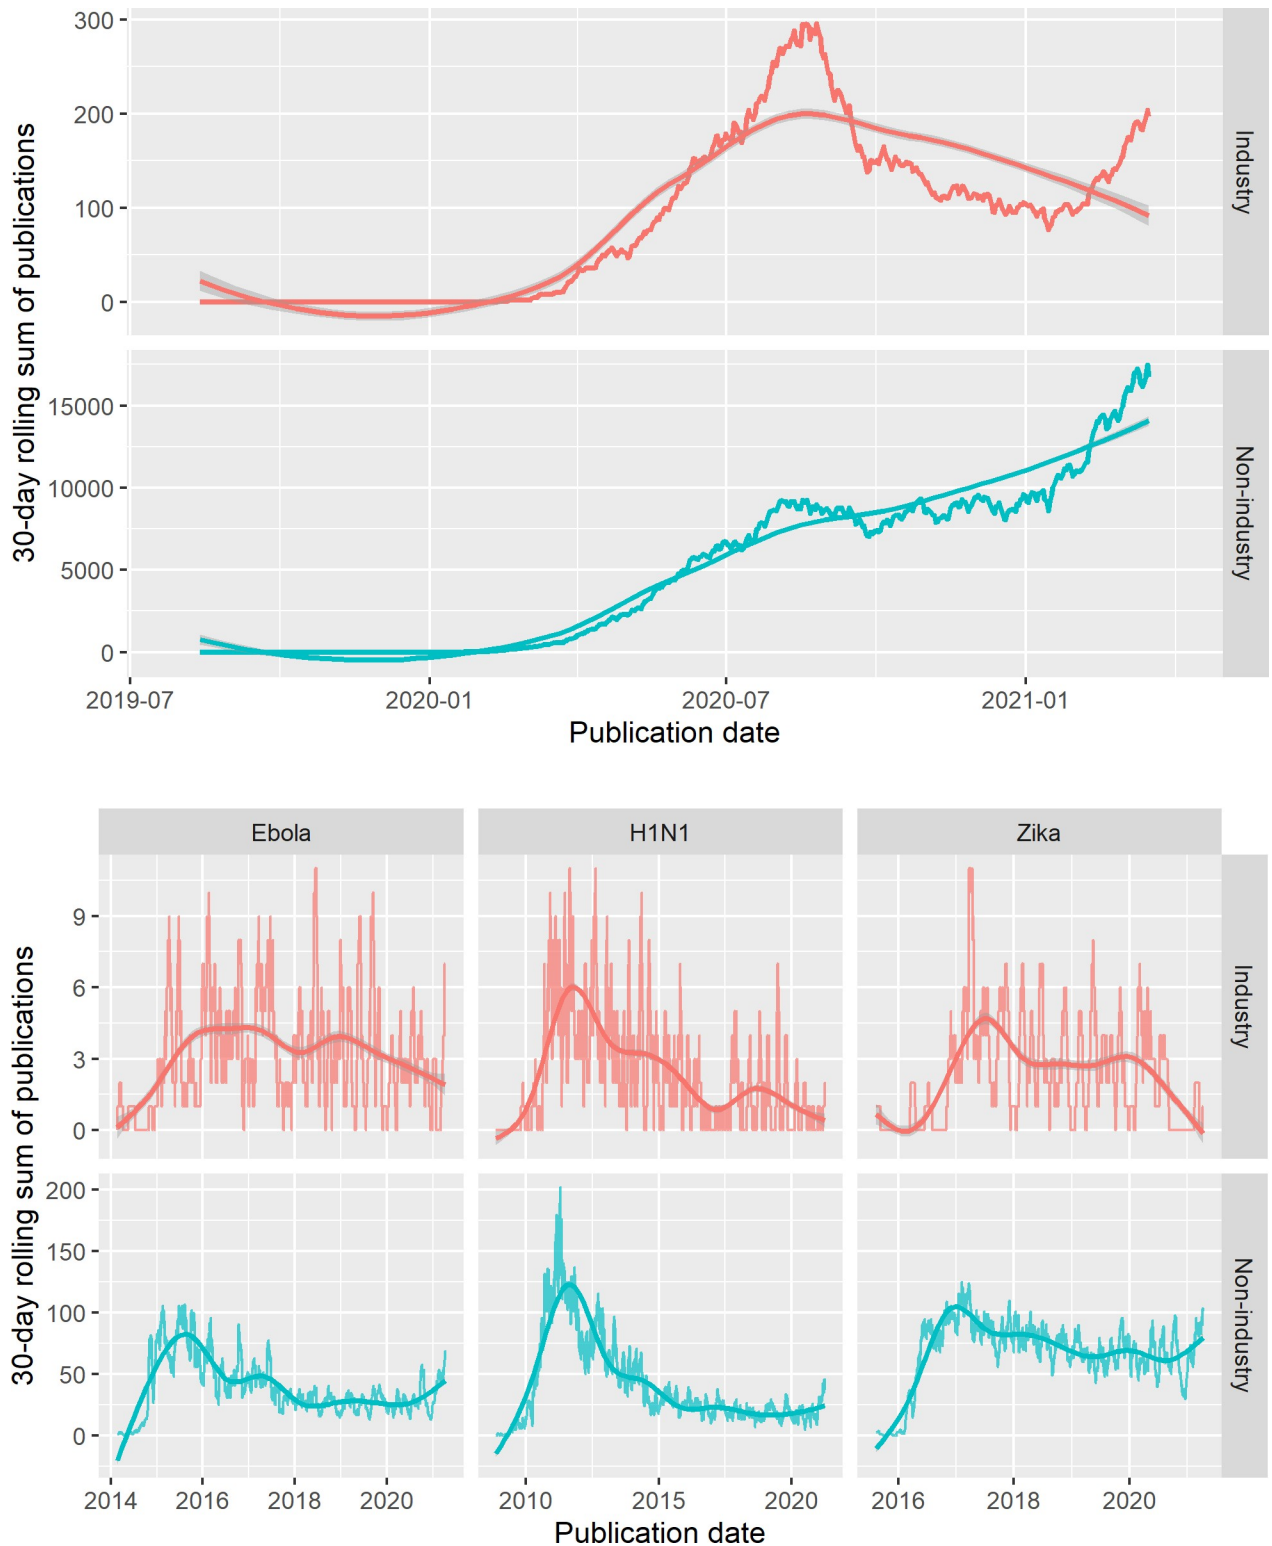 300
200
100
0
Industry
15000
10000
5000
0
Non-industry
30-day rolling sum of publications
2019-07 2020-01 2020-07 2021-01
Publication date
Ebola H1N1 Zika
9
6
3
0
Industry
200
150
100
50
0
Non-industry
30-day rolling sum of publications
2014 2016 2018 2020 2010 2015 2020 2016 2018 2020
Publication date